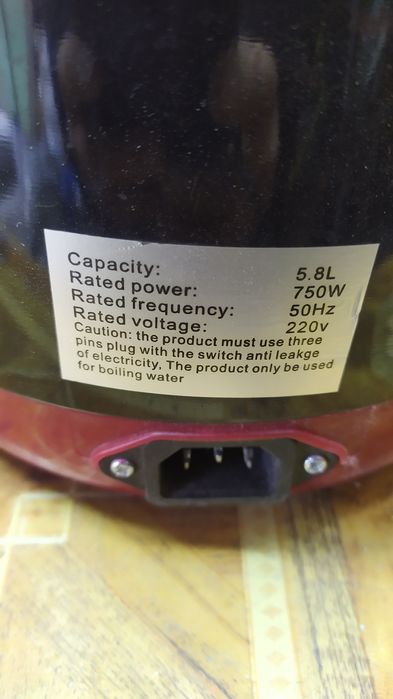 Capacity: 5.8L
Rated power: 750W
Rated frequency: 50Hz
Rated voltage: 220v
Caution: the product must use three
pins plug with the switch anti leakge
of electricity, The product only be used
for boiling water